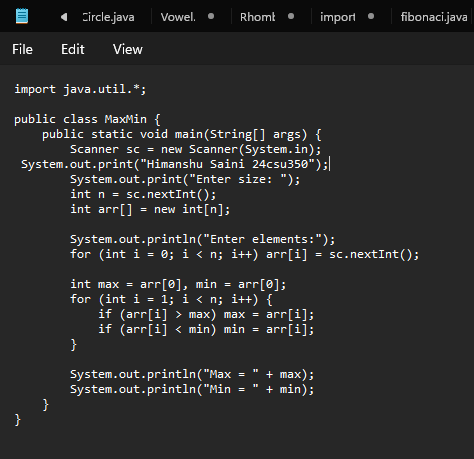 Circle.java Vowel. Rhoml import fibonaci.java
File Edit View
import java.util.*;
public class MaxMin {
    public static void main(String[] args) {
        Scanner sc = new Scanner(System.in);
 System.out.print("Himanshu Saini 24csu350");
        System.out.print("Enter size: ");
        int n = sc.nextInt();
        int arr[] = new int[n];
        System.out.println("Enter elements:");
        for (int i = 0; i < n; i++) arr[i] = sc.nextInt();
        int max = arr[0], min = arr[0];
        for (int i = 1; i < n; i++) {
            if (arr[i] > max) max = arr[i];
            if (arr[i] < min) min = arr[i];
        }
        System.out.println("Max = " + max);
        System.out.println("Min = " + min);
    }
}